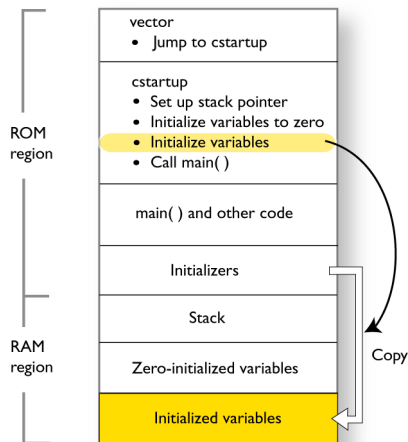 vector
• Jump to cstartup
cstartup
• Set up stack pointer
• Initialize variables to zero
• Initialize variables
• Call main( )
ROM
region
main( ) and other code
Initializers
Stack
RAM
region
Copy
Zero-initialized variables
Initialized variables